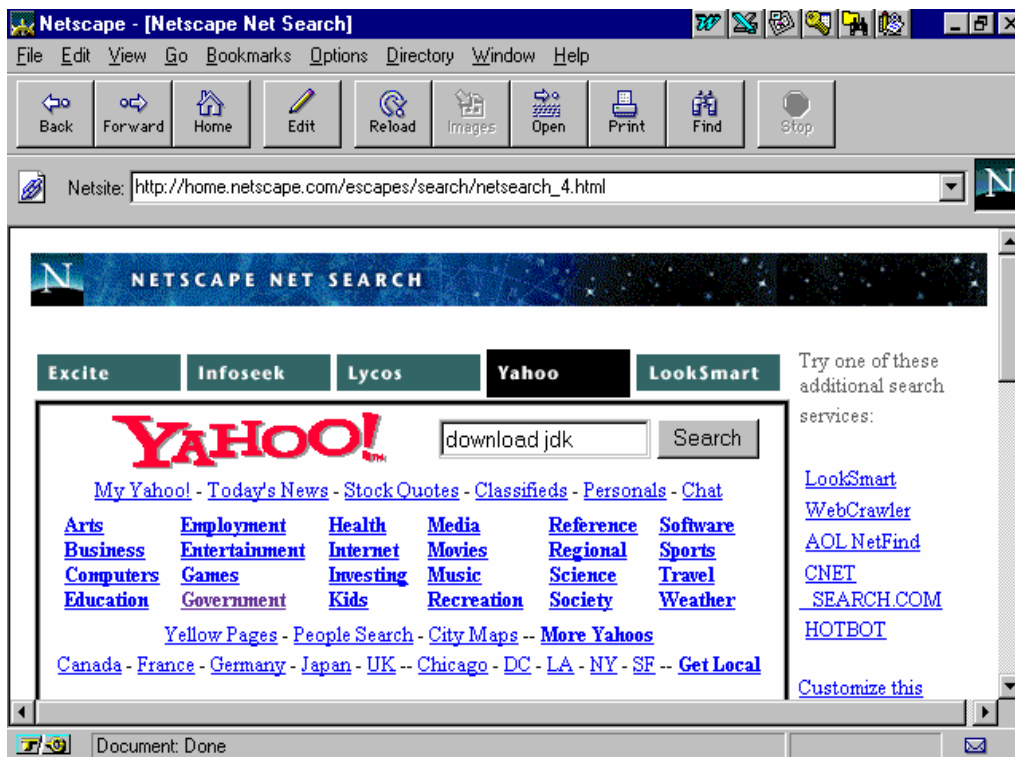 Netscape - [Netscape Net Search]
File Edit View Go Bookmarks Options Directory Window Help
Back Forward Home Edit Reload Images Open Print Find Stop
Netsite: http://home.netscape.com/escapes/search/netsearch_4.html
N
N NETSCAPE NET SEARCH
Excite Infoseek Lycos Yahoo LookSmart
YAHOO! download jdk Search
My Yahoo! - Today's News - Stock Quotes - Classifieds - Personals - Chat
Arts Employment Health Media Reference Software
Business Entertainment Internet Movies Regional Sports
Computers Games Investing Music Science Travel
Education Government Kids Recreation Society Weather
Yellow Pages - People Search - City Maps -- More Yahoos
Canada - France - Germany - Japan - UK -- Chicago - DC - LA - NY - SF -- Get Local
Try one of these
additional search
services:
LookSmart
WebCrawler
AOL NetFind
CNET
SEARCH.COM
HOTBOT
Customize this
Document: Done